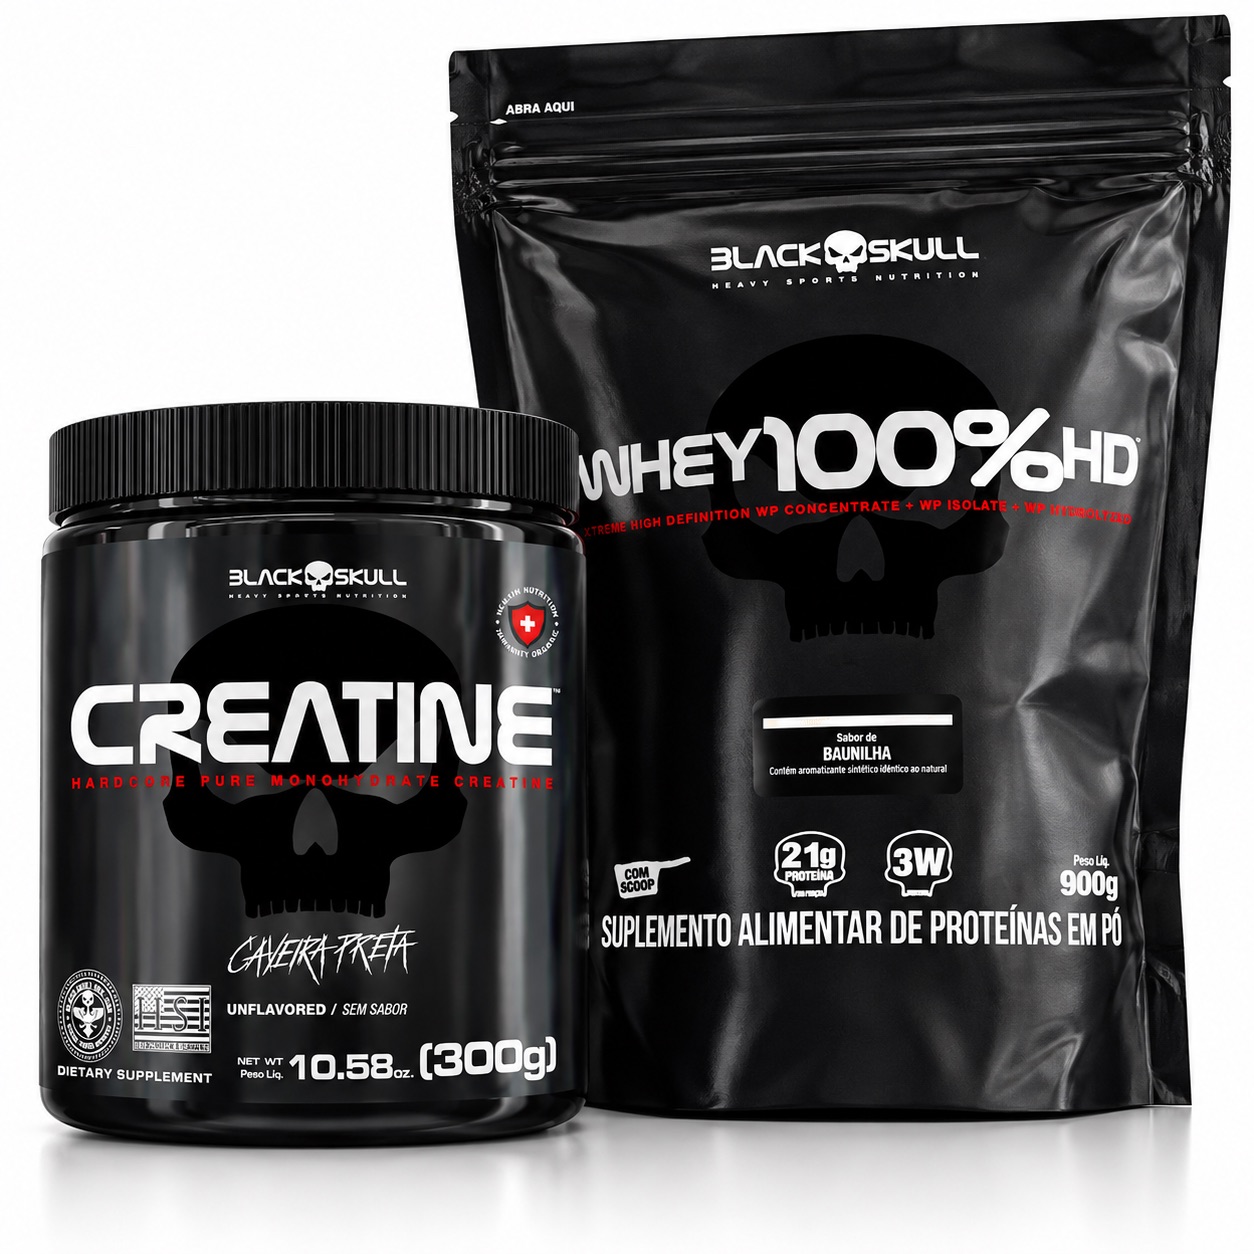 ABRA AQUI
BLACK SKULL
HEAVY SPORTS NUTRITION
WHEY 100% HD
XTREME HIGH DEFINITION WP CONCENTRATE + WP ISOLATE + WP
Sabor de
BAUNILHA
Contém aromatizante sintético idêntico ao natural
COM
SCOOP
21g
PROTEÍNA
3W
Peso Líq.
900g
SUPLEMENTO ALIMENTAR DE PROTEÍNAS EM PÓ
BLACK SKULL
HEAVY SPORTS NUTRITION
CREATINE™
HARDCORE PURE MONOHYDRATE CREATINE
CAVEIRA-PRETA
UNFLAVORED / SEM SABOR
HSI
DIETARY SUPPLEMENT
NET WT
Peso Líq.
10.58oz. (300g)